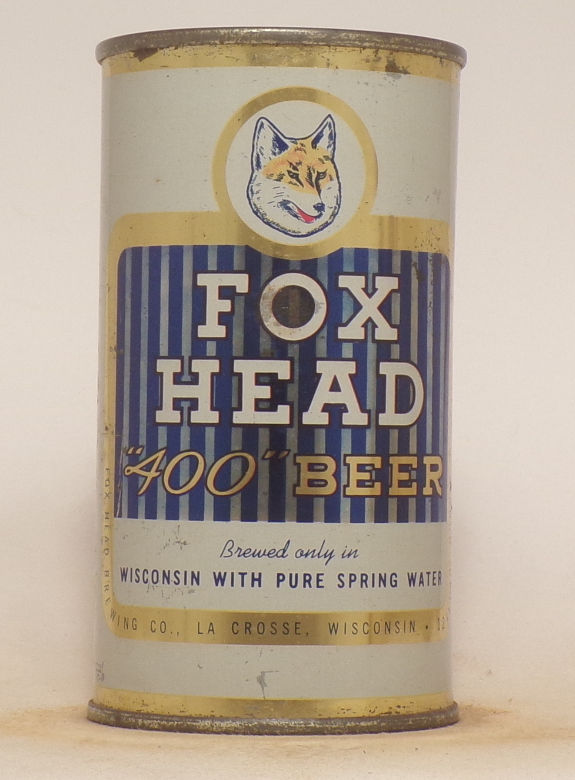 FOX
HEAD
"400" BEER
Brewed only in
WISCONSIN WITH PURE SPRING WATER
FOX HEAD BREWING CO., LA CROSSE, WISCONSIN • 12